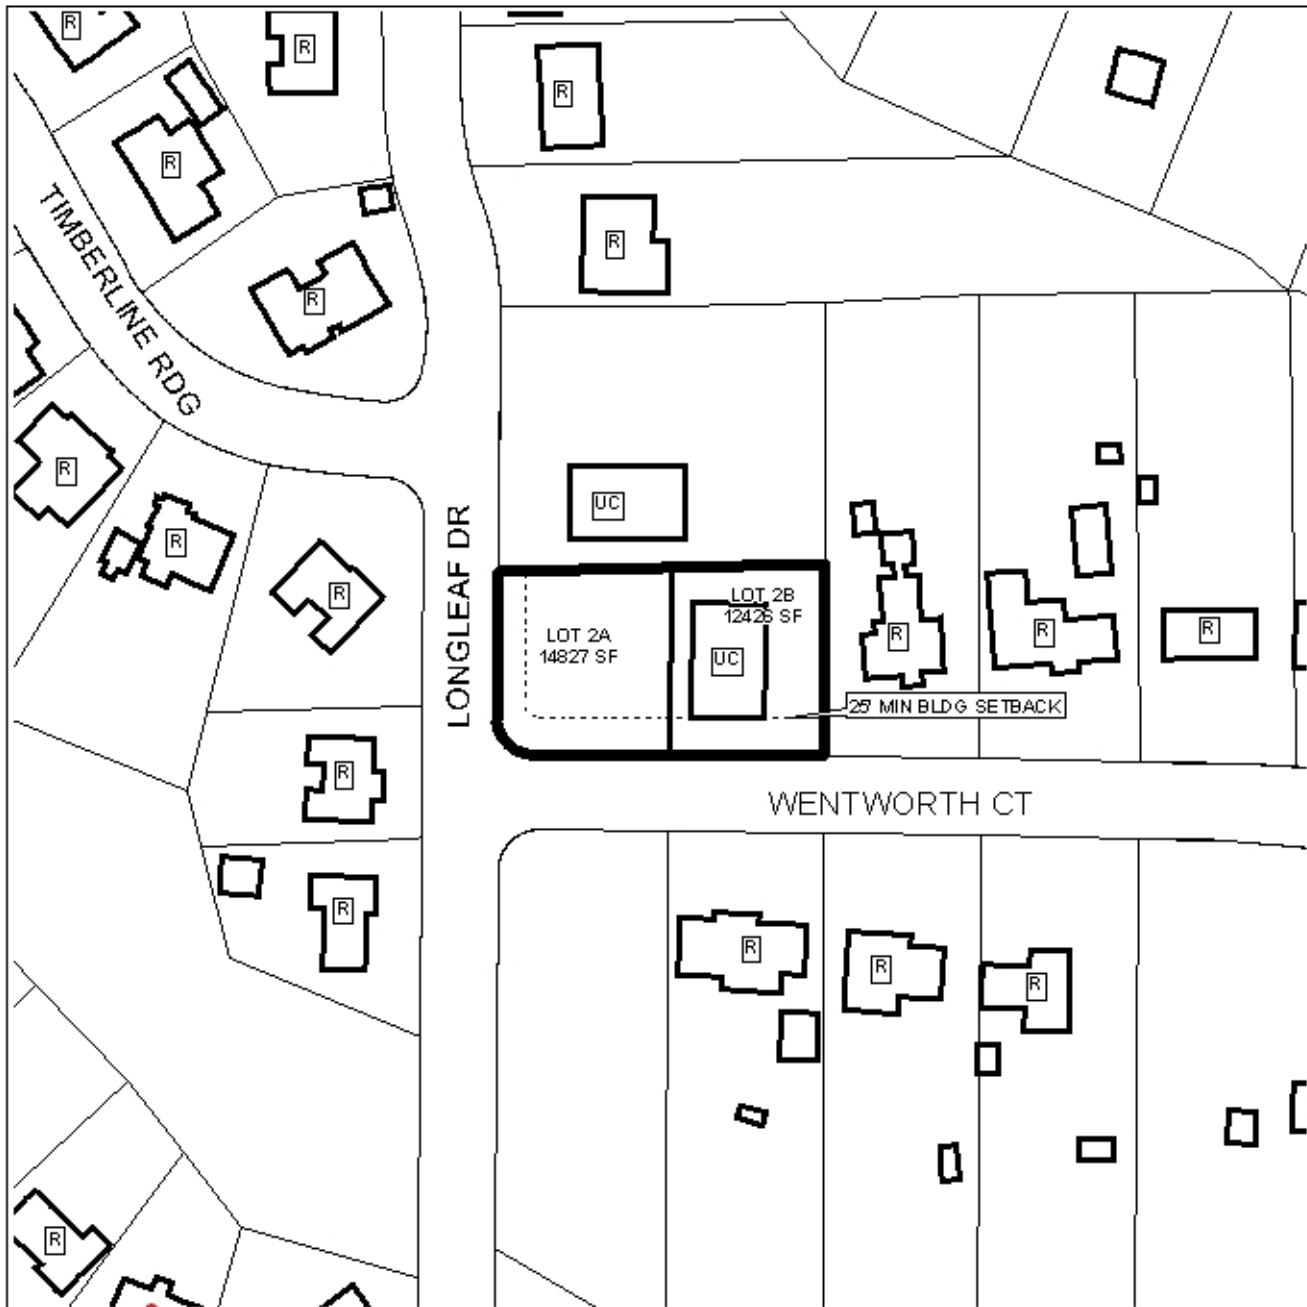 R
R
R
R
R
R
R
TIMBERLINE RDG
R
R
R
UC
LONGLEAF DR
LOT 2A
14827 SF
LOT 2B
12426 SF
UC
R
R
R
25' MIN BLDG SETBACK
R
WENTWORTH CT
R
R
R
R
R